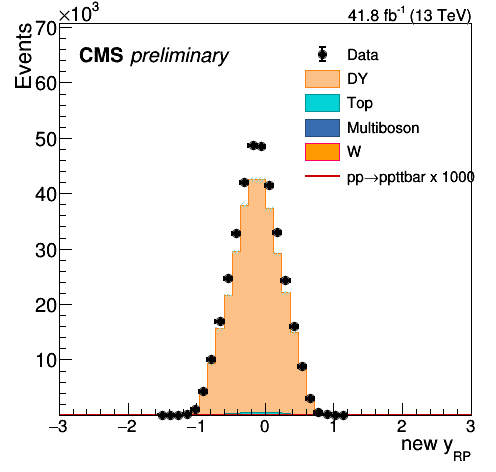 ×10³
41.8 fb⁻¹ (13 TeV)
Events
CMS preliminary
Data
DY
Top
Multiboson
W
pp→ppttbar x 1000
70
60
50
40
30
20
10
−3 −2 −1 0 1 2 3
new y_RP